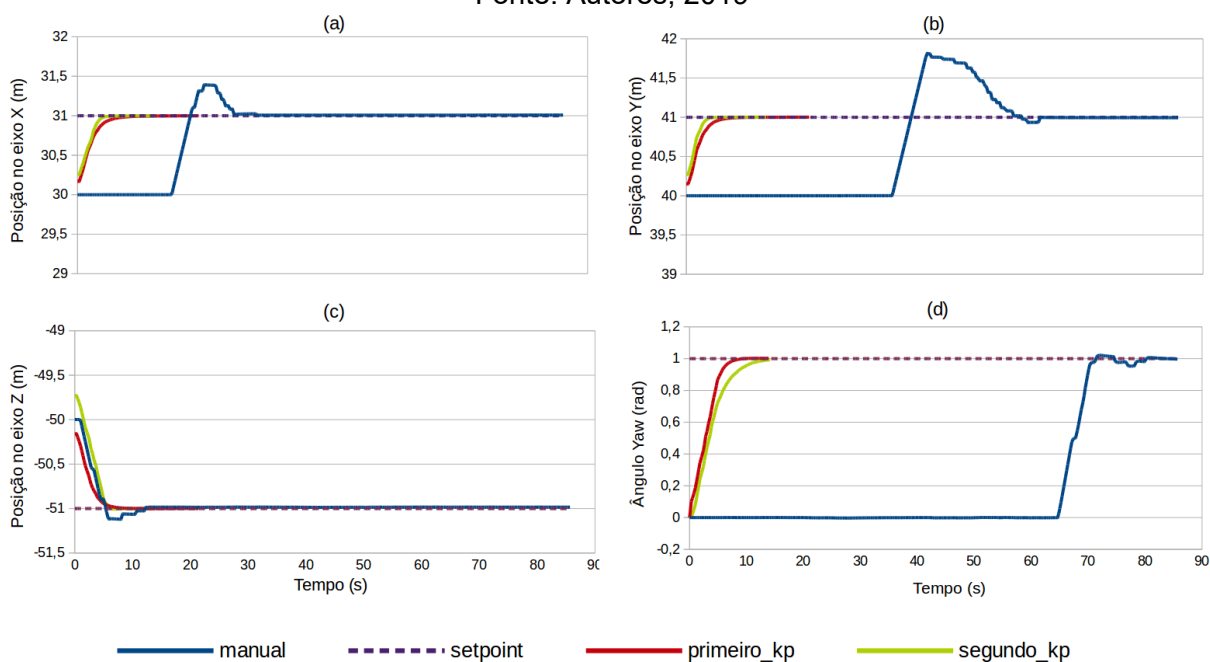 Fonte: Autores, 2019
(a)
Posição no eixo X (m)
32
31,5
31
30,5
30
29,5
29
(b)
Posição no eixo Y (m)
42
41,5
41
40,5
40
39,5
39
(c)
Posição no eixo Z (m)
-49
-49,5
-50
-50,5
-51
-51,5
0 10 20 30 40 50 60 70 80 90
Tempo (s)
(d)
Ângulo Yaw (rad)
1,2
1
0,8
0,6
0,4
0,2
0
-0,2
0 10 20 30 40 50 60 70 80 90
Tempo (s)
manual setpoint primeiro_kp segundo_kp